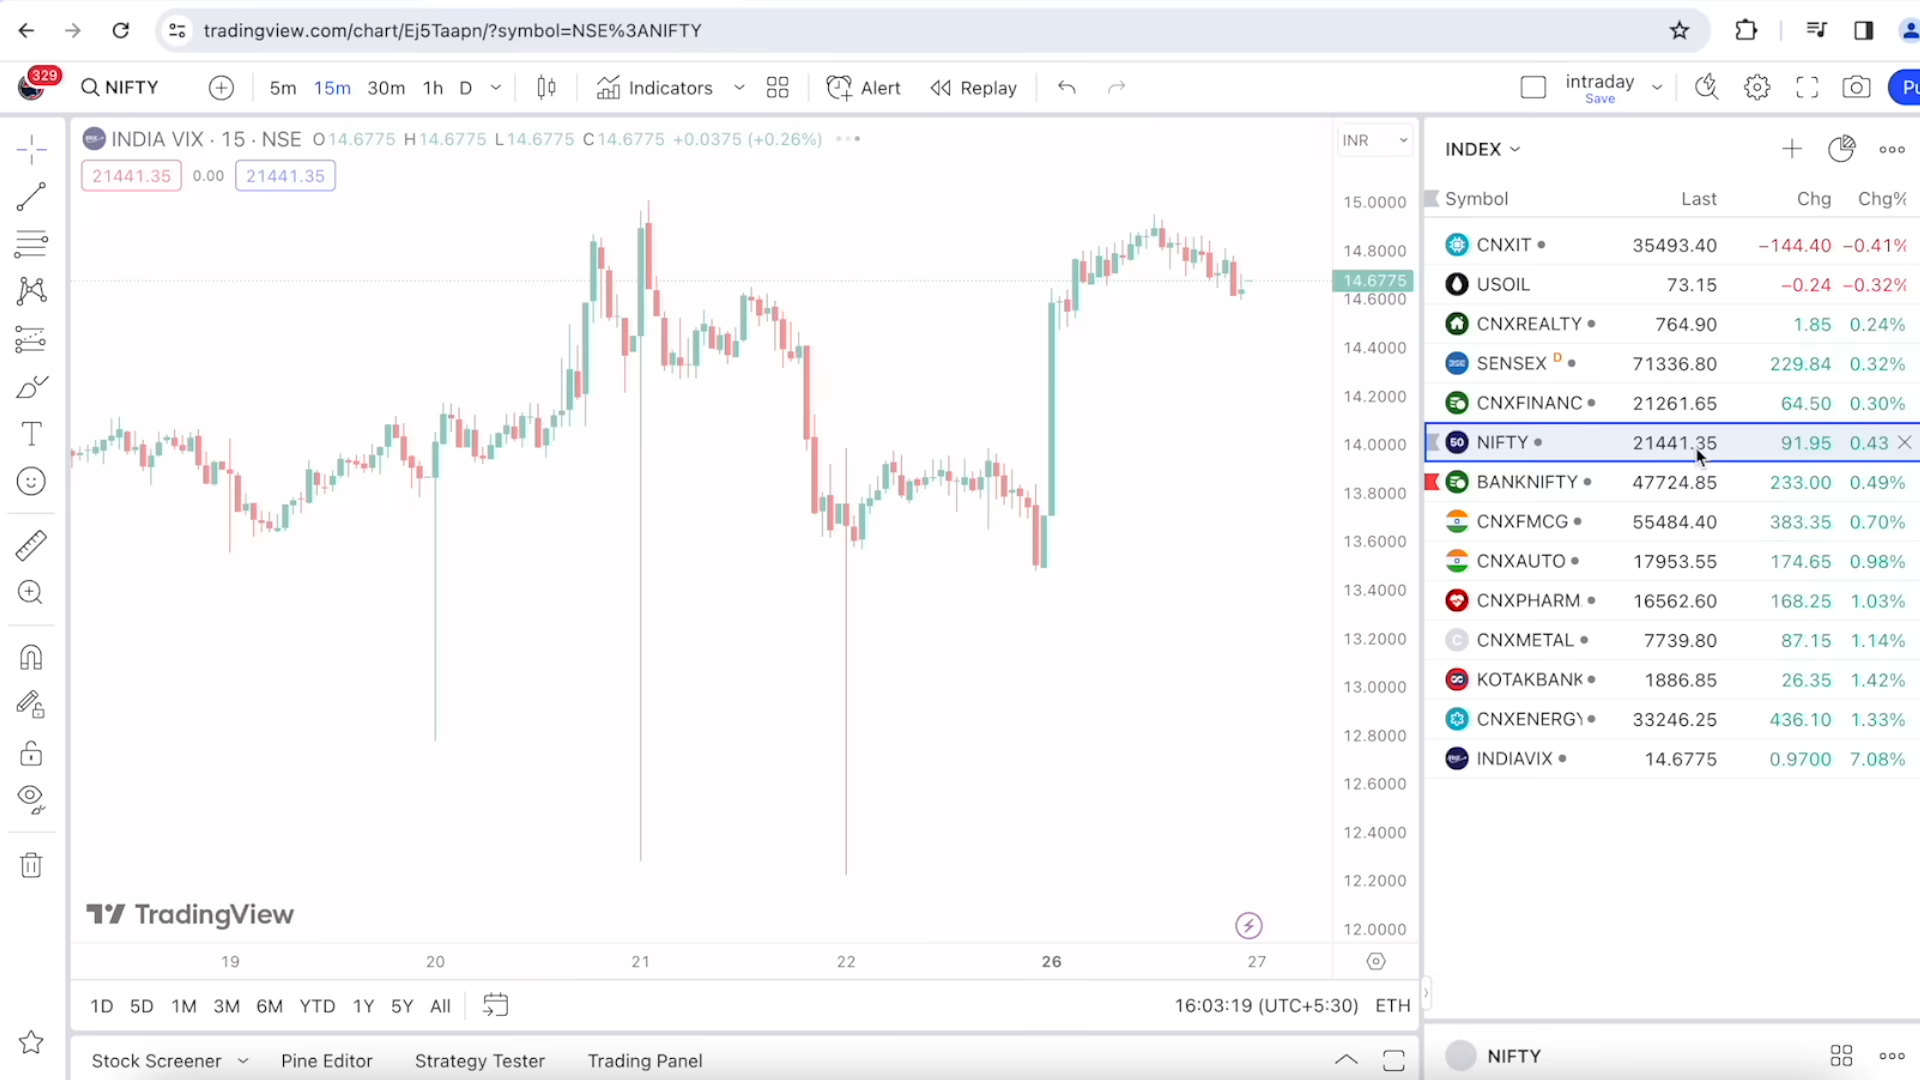 tradingview.com/chart/Ej5Taapn/?symbol=NSE%3ANIFTY
329 NIFTY 5m 15m 30m 1h D Indicators Alert Replay intraday Save Pu
INDIA VIX · 15 · NSE O14.6775 H14.6775 L14.6775 C14.6775 +0.0375 (+0.26%)
21441.35 0.00 21441.35
INR
15.0000
14.8000
14.6775
14.6000
14.4000
14.2000
14.0000
13.8000
13.6000
13.4000
13.2000
13.0000
12.8000
12.6000
12.4000
12.2000
12.0000
TradingView
19 20 21 22 26 27
1D 5D 1M 3M 6M YTD 1Y 5Y All 16:03:19 (UTC+5:30) ETH
Stock Screener Pine Editor Strategy Tester Trading Panel
INDEX
Symbol Last Chg Chg%
CNXIT 35493.40 −144.40 −0.41%
USOIL 73.15 −0.24 −0.32%
CNXREALTY 764.90 1.85 0.24%
SENSEX D 71336.80 229.84 0.32%
CNXFINANC 21261.65 64.50 0.30%
50 NIFTY 21441.35 91.95 0.43
BANKNIFTY 47724.85 233.00 0.49%
CNXFMCG 55484.40 383.35 0.70%
CNXAUTO 17953.55 174.65 0.98%
CNXPHARM 16562.60 168.25 1.03%
C CNXMETAL 7739.80 87.15 1.14%
KOTAKBANK 1886.85 26.35 1.42%
CNXENERGY 33246.25 436.10 1.33%
INDIAVIX 14.6775 0.9700 7.08%
NIFTY